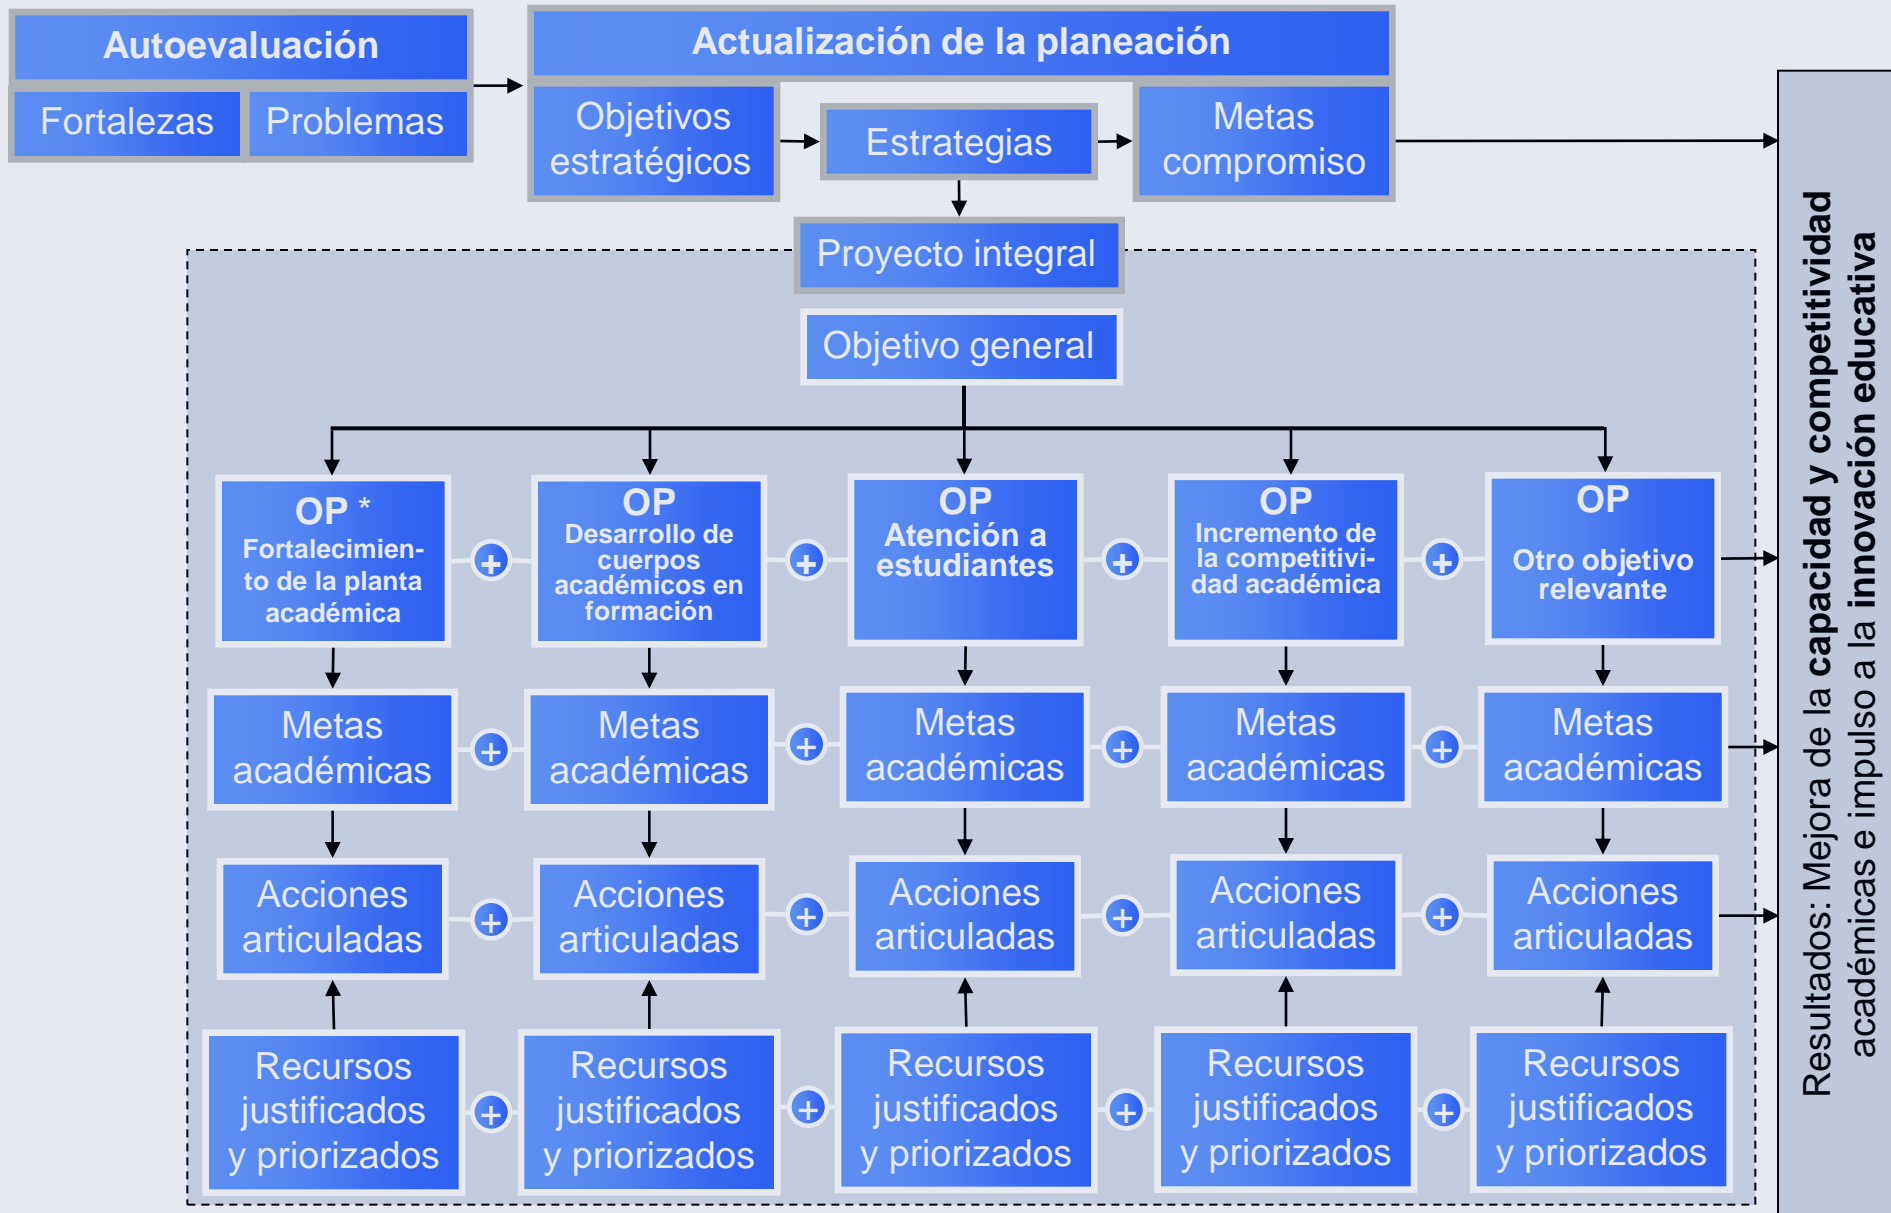 Autoevaluación
Fortalezas
Problemas
Actualización de la planeación
Objetivos
estratégicos
Estrategias
Metas
compromiso
Proyecto integral
Objetivo general
OP *
Fortalecimien-
to de la planta
académica
+
OP
Desarrollo de
cuerpos
académicos en
formación
+
OP
Atención a
estudiantes
+
OP
Incremento de
la competitivi-
dad académica
+
OP
Otro objetivo
relevante
Metas
académicas
+
Metas
académicas
+
Metas
académicas
+
Metas
académicas
+
Metas
académicas
Acciones
articuladas
+
Acciones
articuladas
+
Acciones
articuladas
+
Acciones
articuladas
+
Acciones
articuladas
Recursos
justificados
y priorizados
+
Recursos
justificados
y priorizados
+
Recursos
justificados
y priorizados
+
Recursos
justificados
y priorizados
+
Recursos
justificados
y priorizados
Resultados: Mejora de la capacidad y competitividad
académicas e impulso a la innovación educativa